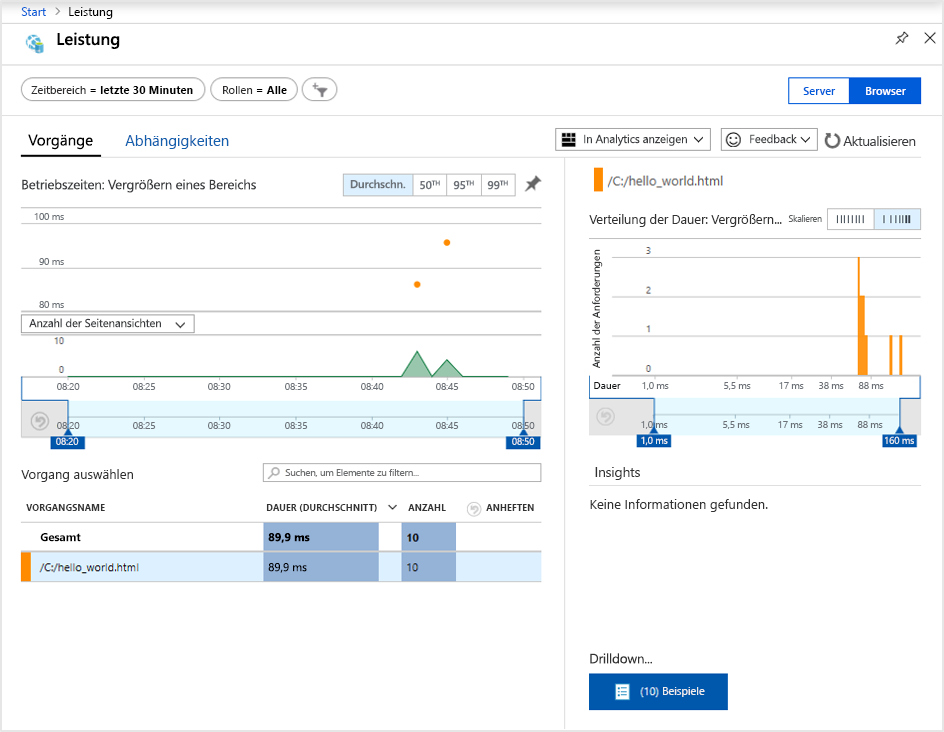 Start > Leistung
Leistung
Zeitbereich = letzte 30 Minuten
Rollen = Alle
Server
Browser
Vorgänge
Abhängigkeiten
In Analytics anzeigen
Feedback
Aktualisieren
Betriebszeiten: Vergrößern eines Bereichs
Durchschn.
50TH
95TH
99TH
100 ms
90 ms
80 ms
Anzahl der Seitenansichten
10
0
08:20 08:25 08:30 08:35 08:40 08:45 08:50
08:20 08:25 08:30 08:35 08:40 08:45 08:50
08:20 08:50
Vorgang auswählen
Suchen, um Elemente zu filtern...
VORGANGSNAME DAUER (DURCHSCHNITT) ANZAHL ANHEFTEN
Gesamt 89,9 ms 10
/C:/hello_world.html 89,9 ms 10
/C:/hello_world.html
Verteilung der Dauer: Vergrößern...
Skalieren
Anzahl der Anforderungen
3
2
1
0
Dauer 1,0 ms 5,5 ms 17 ms 38 ms 88 ms
1,0 ms 5,5 ms 17 ms 38 ms 88 ms
1,0 ms 160 ms
Insights
Keine Informationen gefunden.
Drilldown...
(10) Beispiele